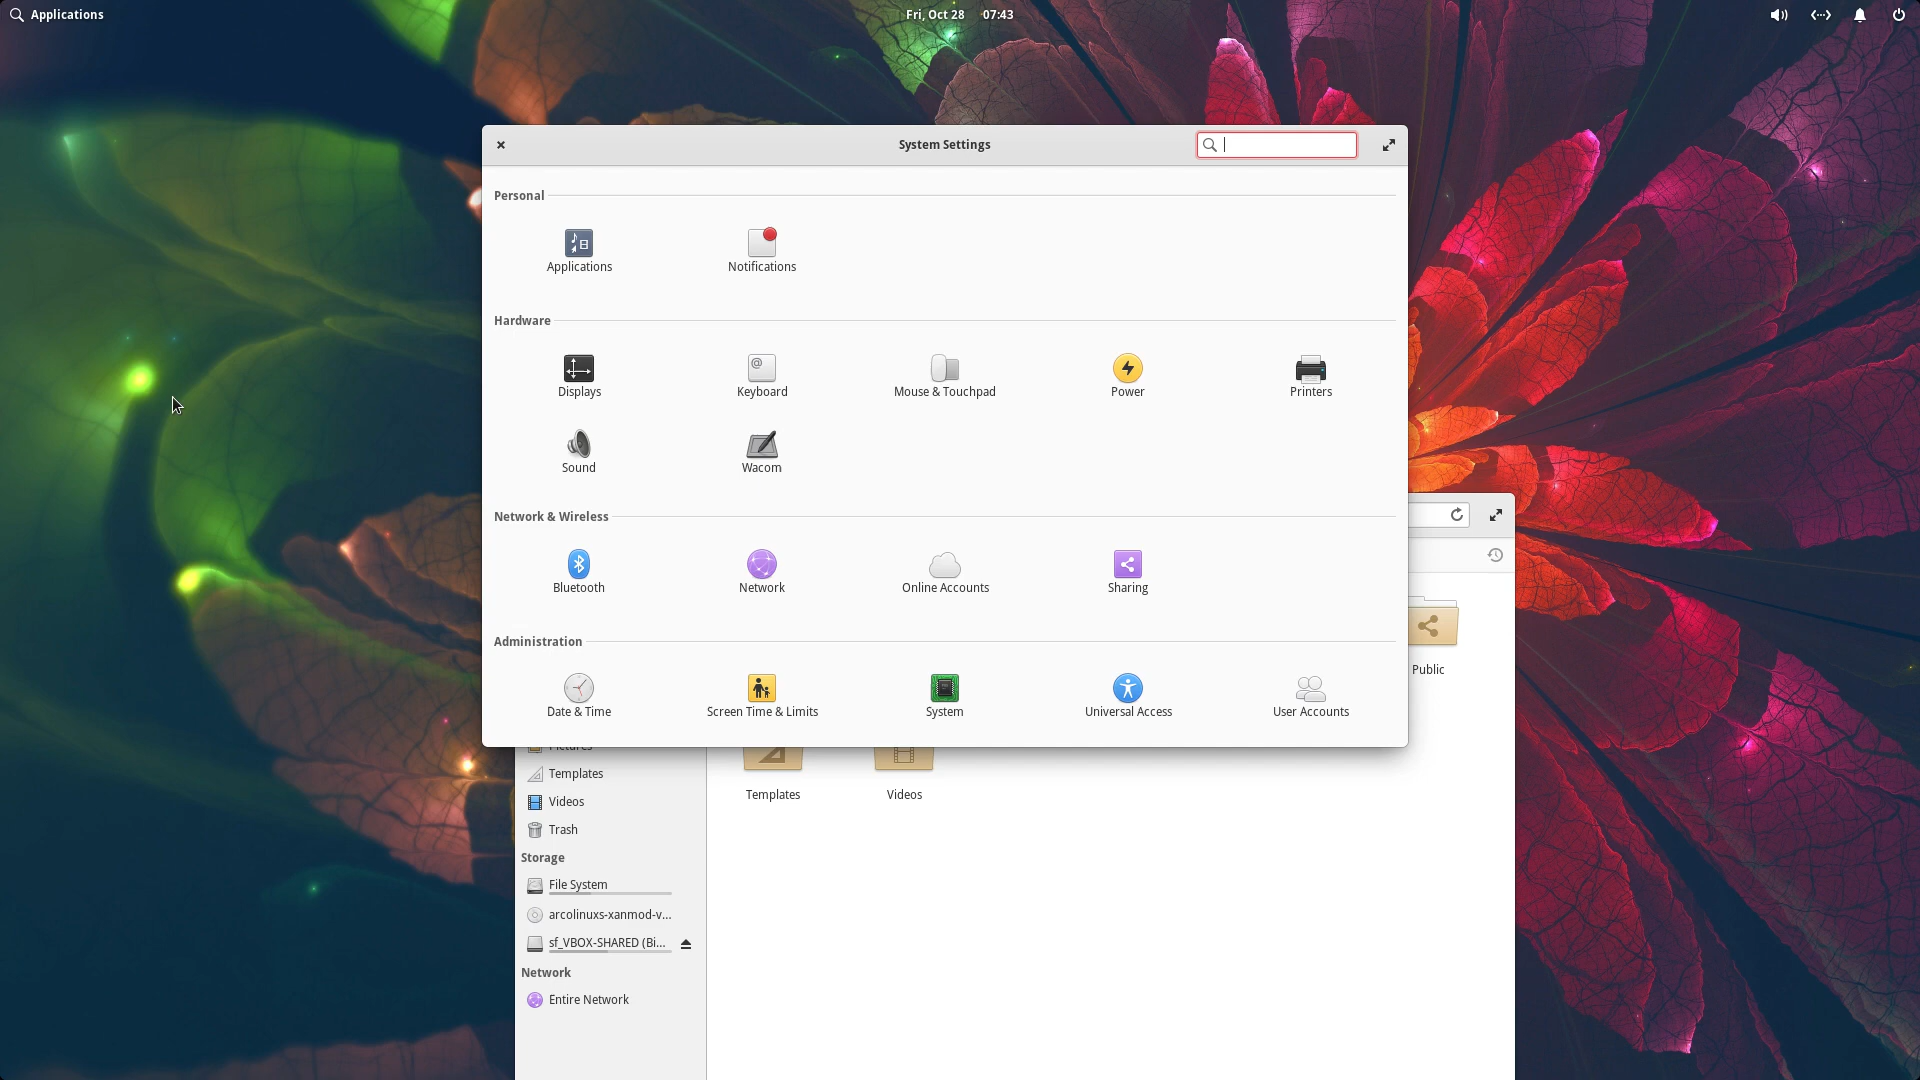 Applications
Fri, Oct 28 07:43
System Settings
Personal
Applications
Notifications
Hardware
Displays
Keyboard
Mouse & Touchpad
Power
Printers
Sound
Wacom
Network & Wireless
Bluetooth
Network
Online Accounts
Sharing
Administration
Date & Time
Screen Time & Limits
System
Universal Access
User Accounts
Public
Pictures
Templates
Videos
Trash
Storage
File System
arcolinuxs-xanmod-v...
sf_VBOX-SHARED (Bi...
Network
Entire Network
Templates
Videos